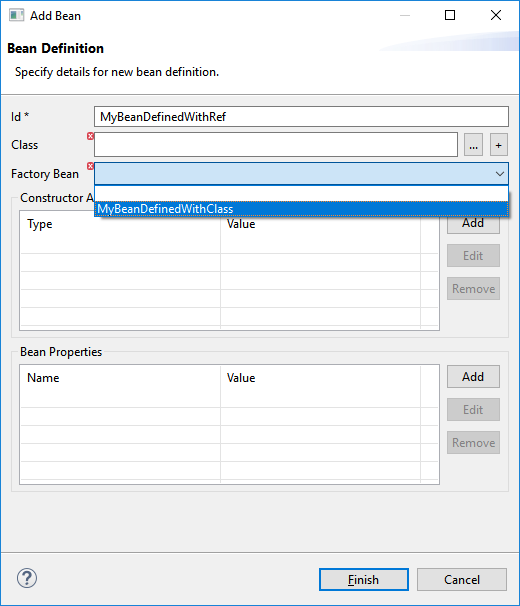 Add Bean
Bean Definition
Specify details for new bean definition.
Id * MyBeanDefinedWithRef
Class ... +
Factory Bean
MyBeanDefinedWithClass
Constructor A
Type Value Add
Edit
Remove
Bean Properties
Name Value Add
Edit
Remove
? Finish Cancel